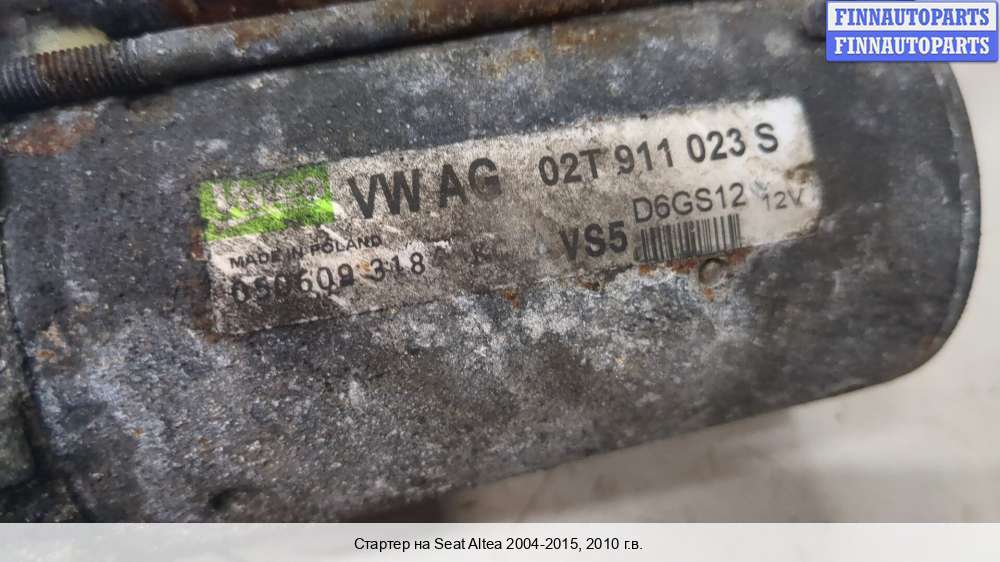 FINNAUTOPARTS
FINNAUTOPARTS
Valeo
VW AG
02T 911 023 S
D6GS12 12V
VS5
MADE IN POLAND
Стартер на Seat Altea 2004-2015, 2010 г.в.